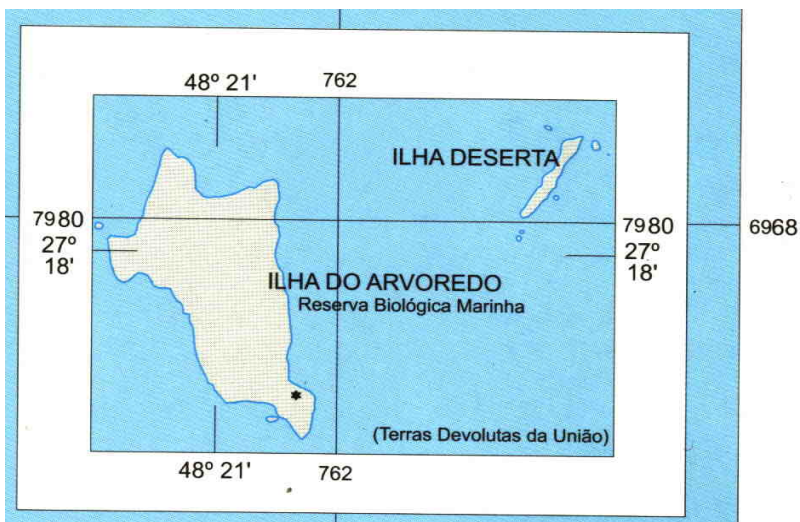 48º 21' 762
ILHA DESERTA
7980 7980 6968
27º 27º
18' 18'
ILHA DO ARVOREDO
Reserva Biológica Marinha
(Terras Devolutas da União)
48º 21' 762